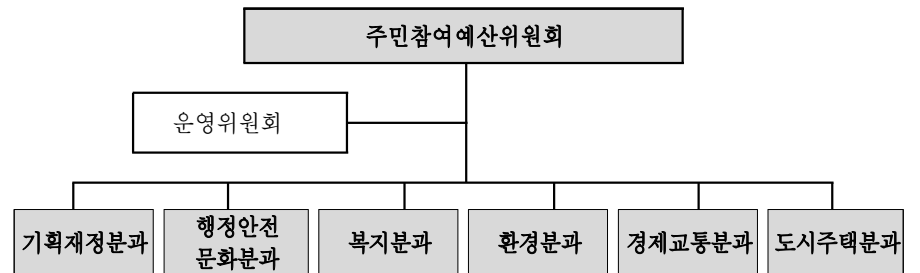 주민참여예산위원회
운영위원회
기획재정분과
행정안전
문화분과
복지분과
환경분과
경제교통분과
도시주택분과